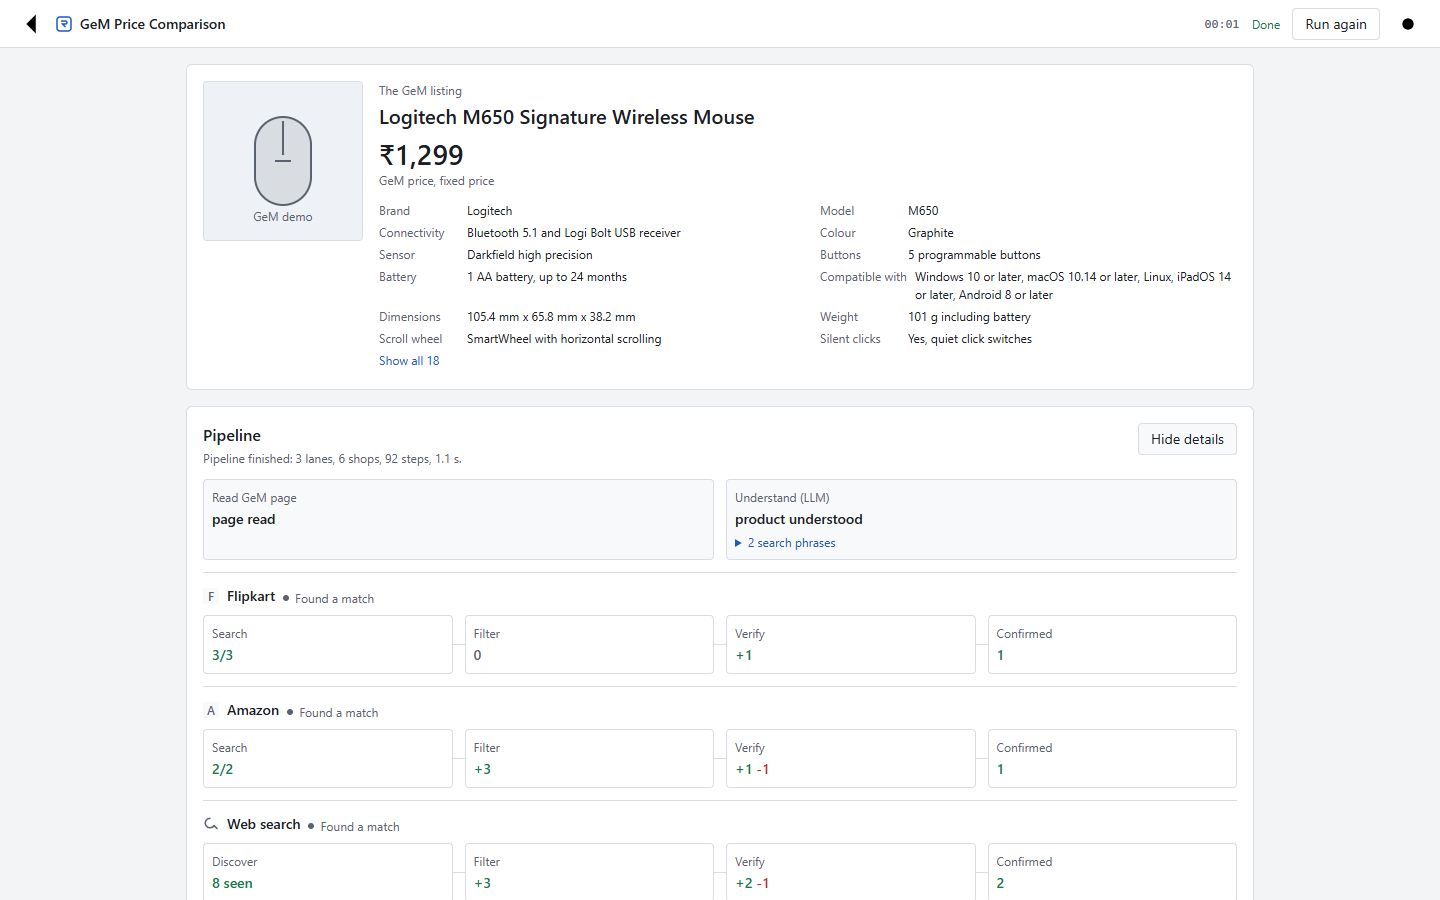 GeM Price Comparison
00:01 Done Run again
GeM demo
The GeM listing
Logitech M650 Signature Wireless Mouse
₹1,299
GeM price, fixed price
Brand Logitech Model M650
Connectivity Bluetooth 5.1 and Logi Bolt USB receiver Colour Graphite
Sensor Darkfield high precision Buttons 5 programmable buttons
Battery 1 AA battery, up to 24 months Compatible with Windows 10 or later, macOS 10.14 or later, Linux, iPadOS 14
or later, Android 8 or later
Dimensions 105.4 mm x 65.8 mm x 38.2 mm Weight 101 g including battery
Scroll wheel SmartWheel with horizontal scrolling Silent clicks Yes, quiet click switches
Show all 18
Pipeline
Hide details
Pipeline finished: 3 lanes, 6 shops, 92 steps, 1.1 s.
Read GeM page
page read
Understand (LLM)
product understood
2 search phrases
F Flipkart Found a match
Search Filter Verify Confirmed
3/3 0 +1 1
A Amazon Found a match
Search Filter Verify Confirmed
2/2 +3 +1 -1 1
Web search Found a match
Discover Filter Verify Confirmed
8 seen +3 +2 -1 2